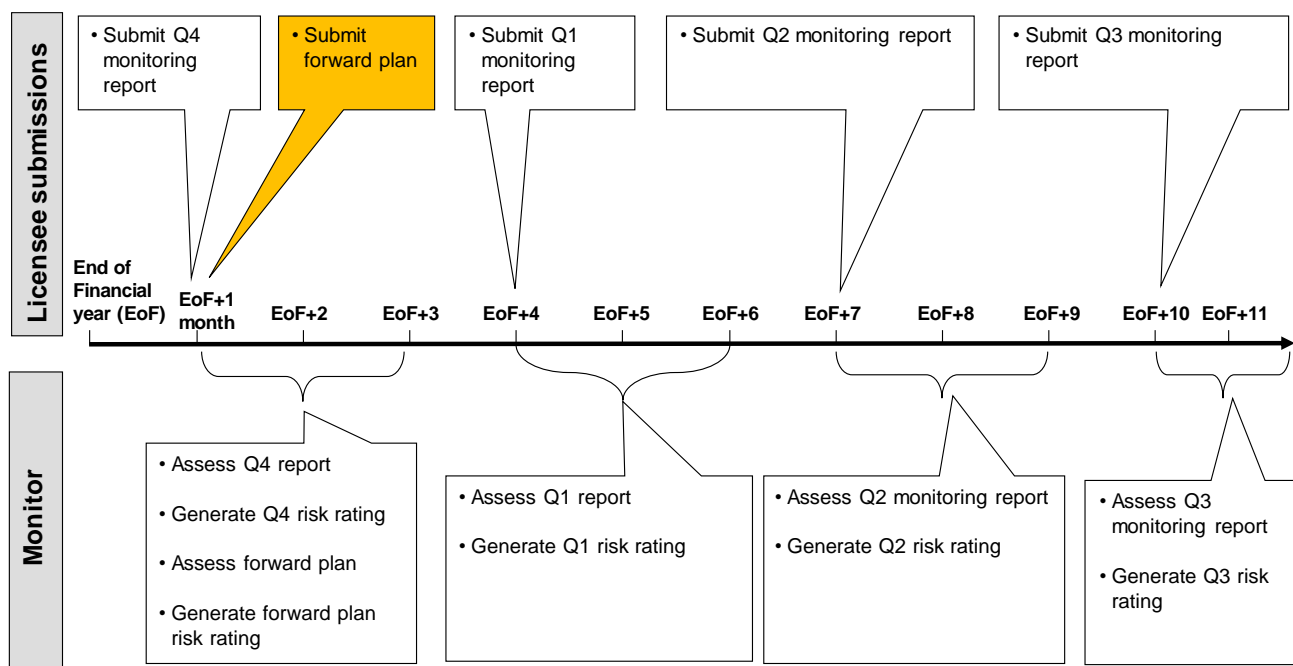 Licensee submissions
• Submit Q4
monitoring
report
• Submit
forward plan
• Submit Q1
monitoring
report
• Submit Q2 monitoring report
• Submit Q3 monitoring
report
End of
Financial
year (EoF)
EoF+1
month
EoF+2
EoF+3
EoF+4
EoF+5
EoF+6
EoF+7
EoF+8
EoF+9
EoF+10
EoF+11
Monitor
• Assess Q4 report
• Generate Q4 risk rating
• Assess forward plan
• Generate forward plan
risk rating
• Assess Q1 report
• Generate Q1 risk rating
• Assess Q2 monitoring report
• Generate Q2 risk rating
• Assess Q3
monitoring report
• Generate Q3 risk
rating